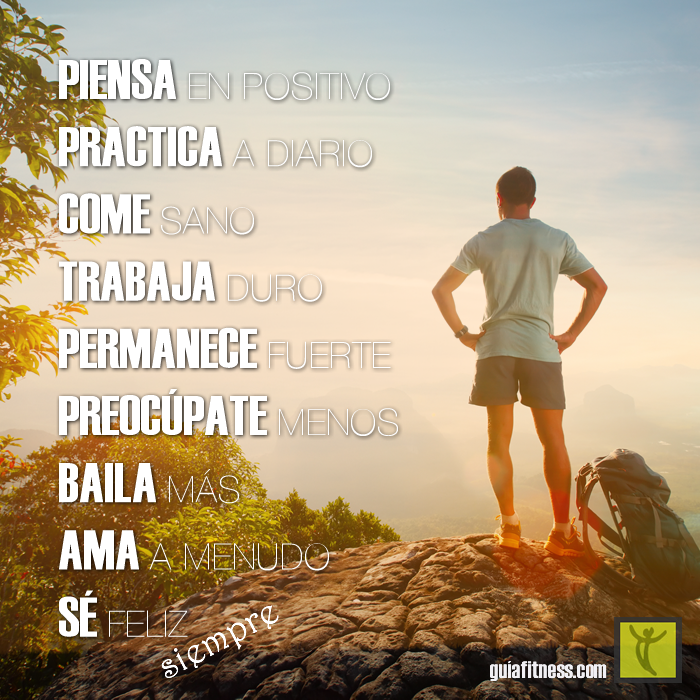 PIENSA EN POSITIVO
PRACTICA A DIARIO
COME SANO
TRABAJA DURO
PERMANECE FUERTE
PREOCÚPATE MENOS
BAILA MÁS
AMA A MENUDO
SÉ FELIZ
siempre
guiafitness.com